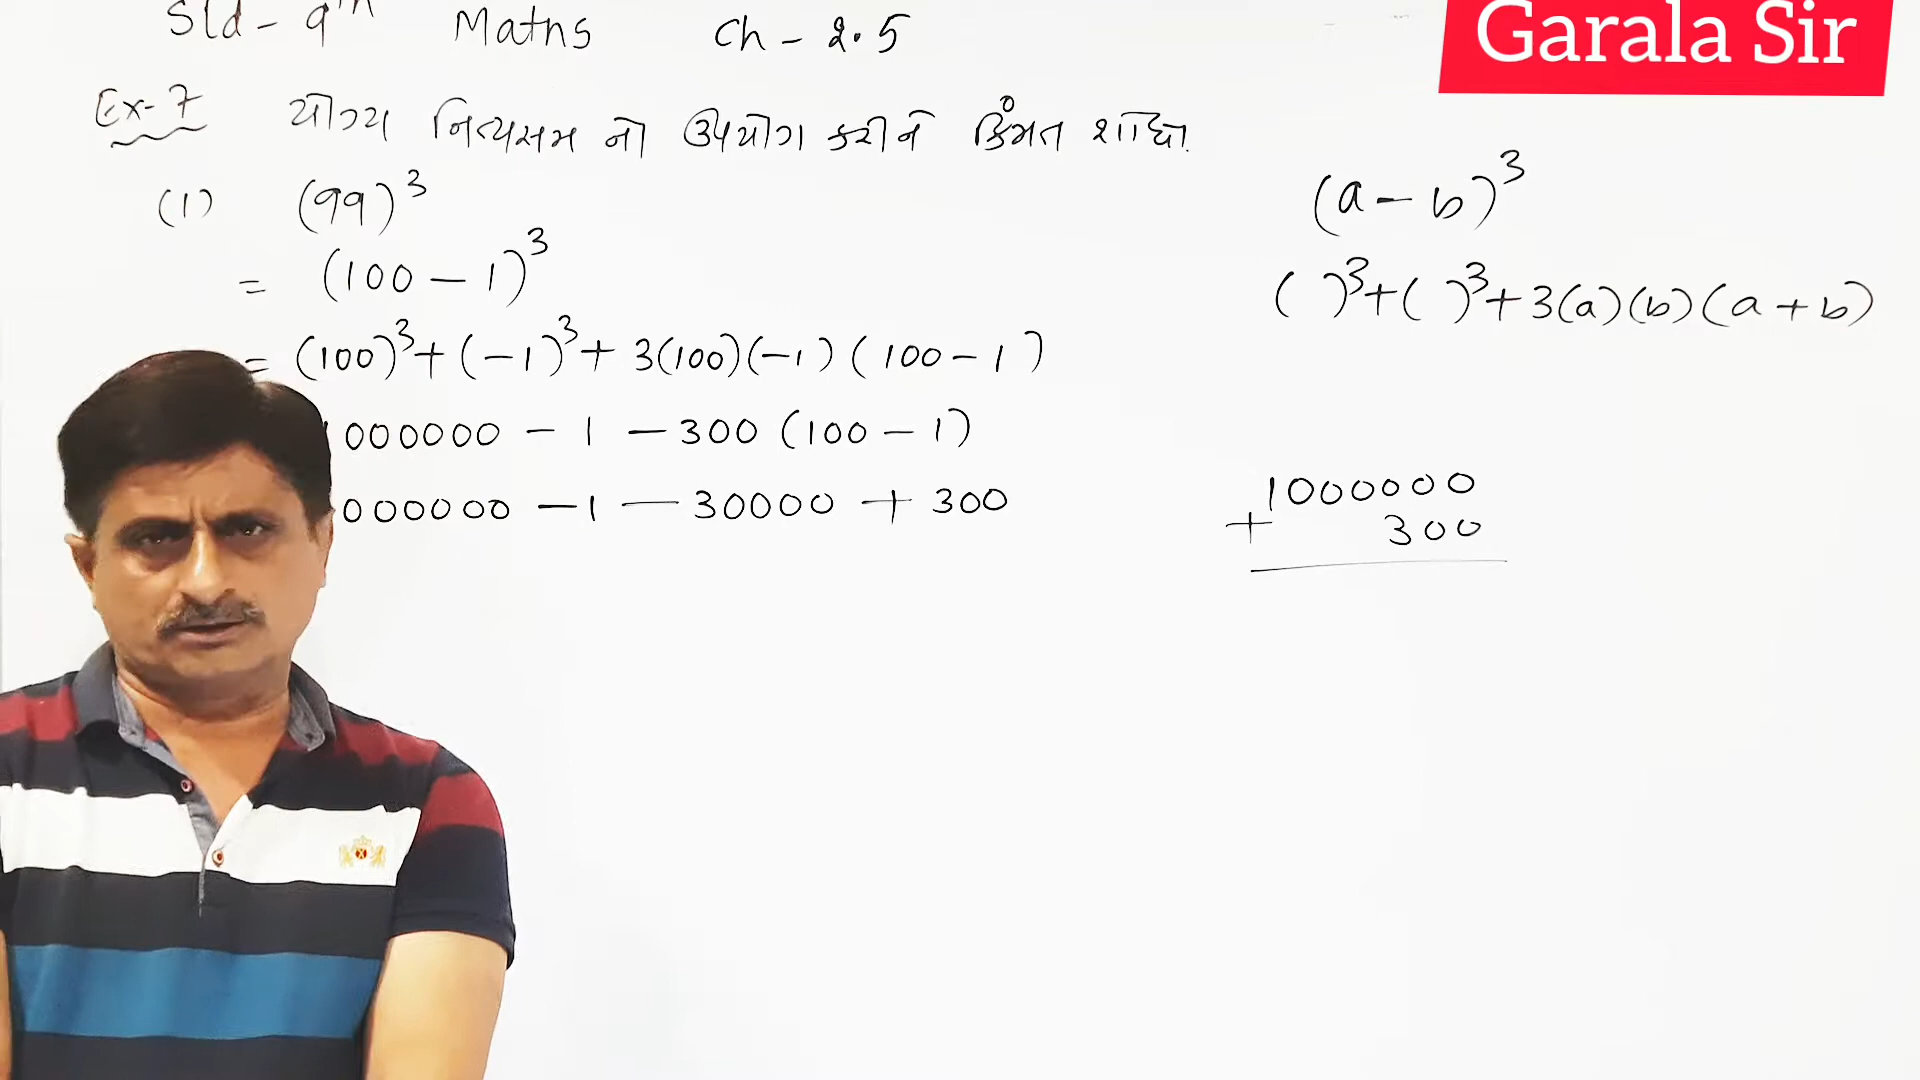 Std - 9th Maths Ch - 2.5
Garala Sir
Ex-7 યોગ્ય નિત્યસમ નો ઉપયોગ કરીને કિંમત શોધો.
(1) (99)³
= (100 - 1)³
= (100)³ + (-1)³ + 3(100)(-1)(100 - 1)
1000000 - 1 - 300 (100 - 1)
000000 - 1 - 30000 + 300
(a - b)³
( )³ + ( )³ + 3(a)(b)(a + b)
1000000
+ 300